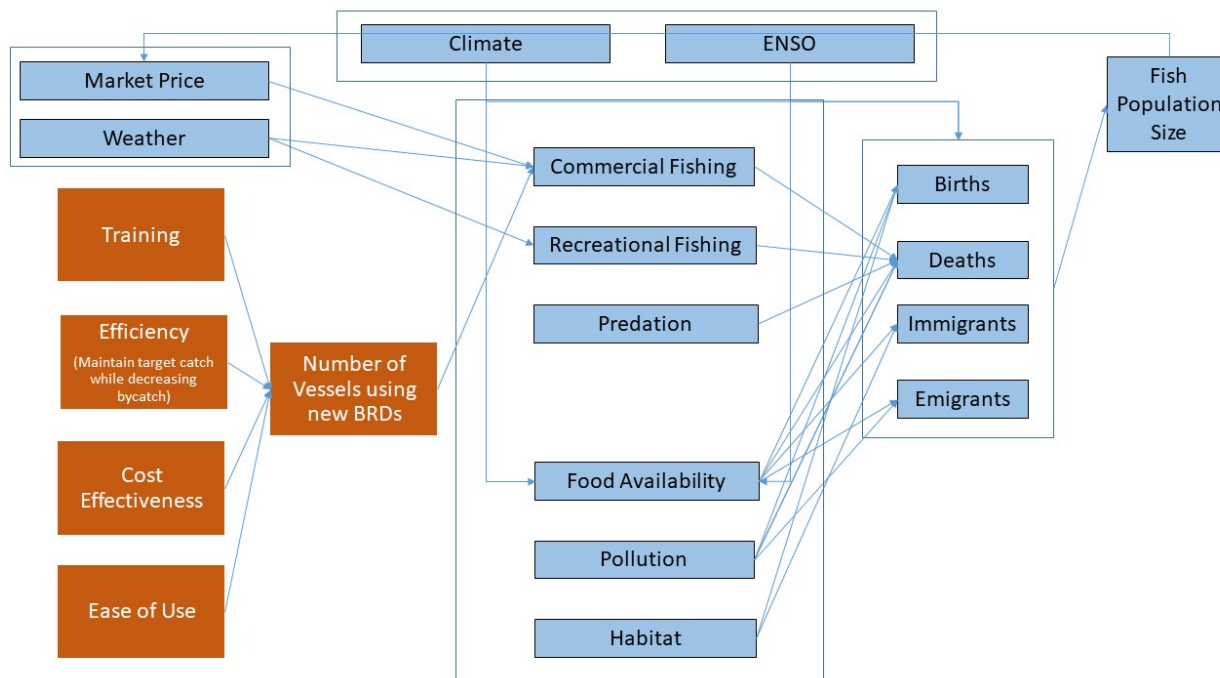 Climate
ENSO
Market Price
Weather
Fish
Population
Size
Commercial Fishing
Births
Training
Recreational Fishing
Deaths
Efficiency
(Maintain target catch
while decreasing
bycatch)
Number of
Vessels using
new BRDs
Predation
Immigrants
Emigrants
Cost
Effectiveness
Food Availability
Pollution
Ease of Use
Habitat